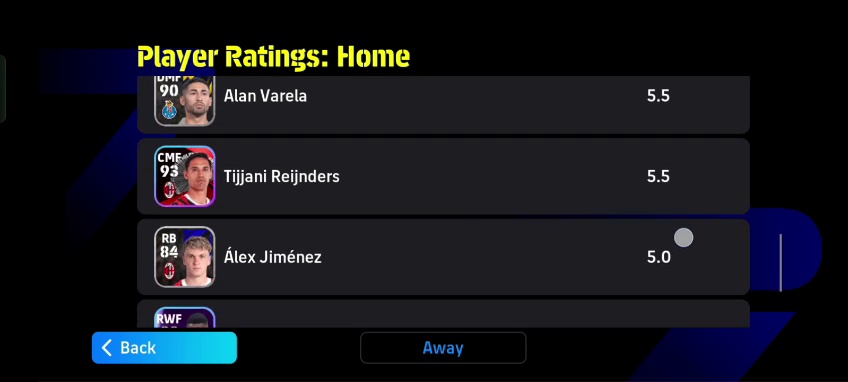 Player Ratings: Home
DMF
90
Alan Varela
5.5
CMF
93
Tijjani Reijnders
5.5
RB
84
Álex Jiménez
5.0
RWF
Back
Away